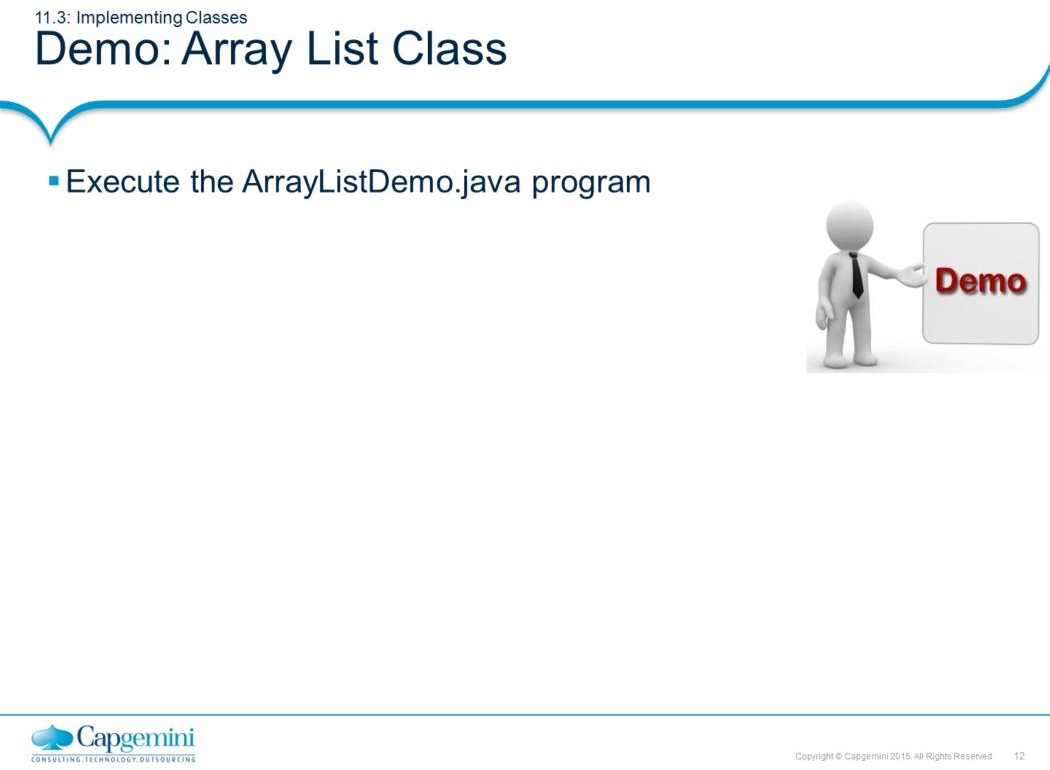 11.3: Implementing Classes
Demo: Array List Class
Execute the ArrayListDemo.java program
Demo
Capgemini
CONSULTING.TECHNOLOGY.OUTSOURCING
Copyright © Capgemini 2015. All Rights Reserved 12